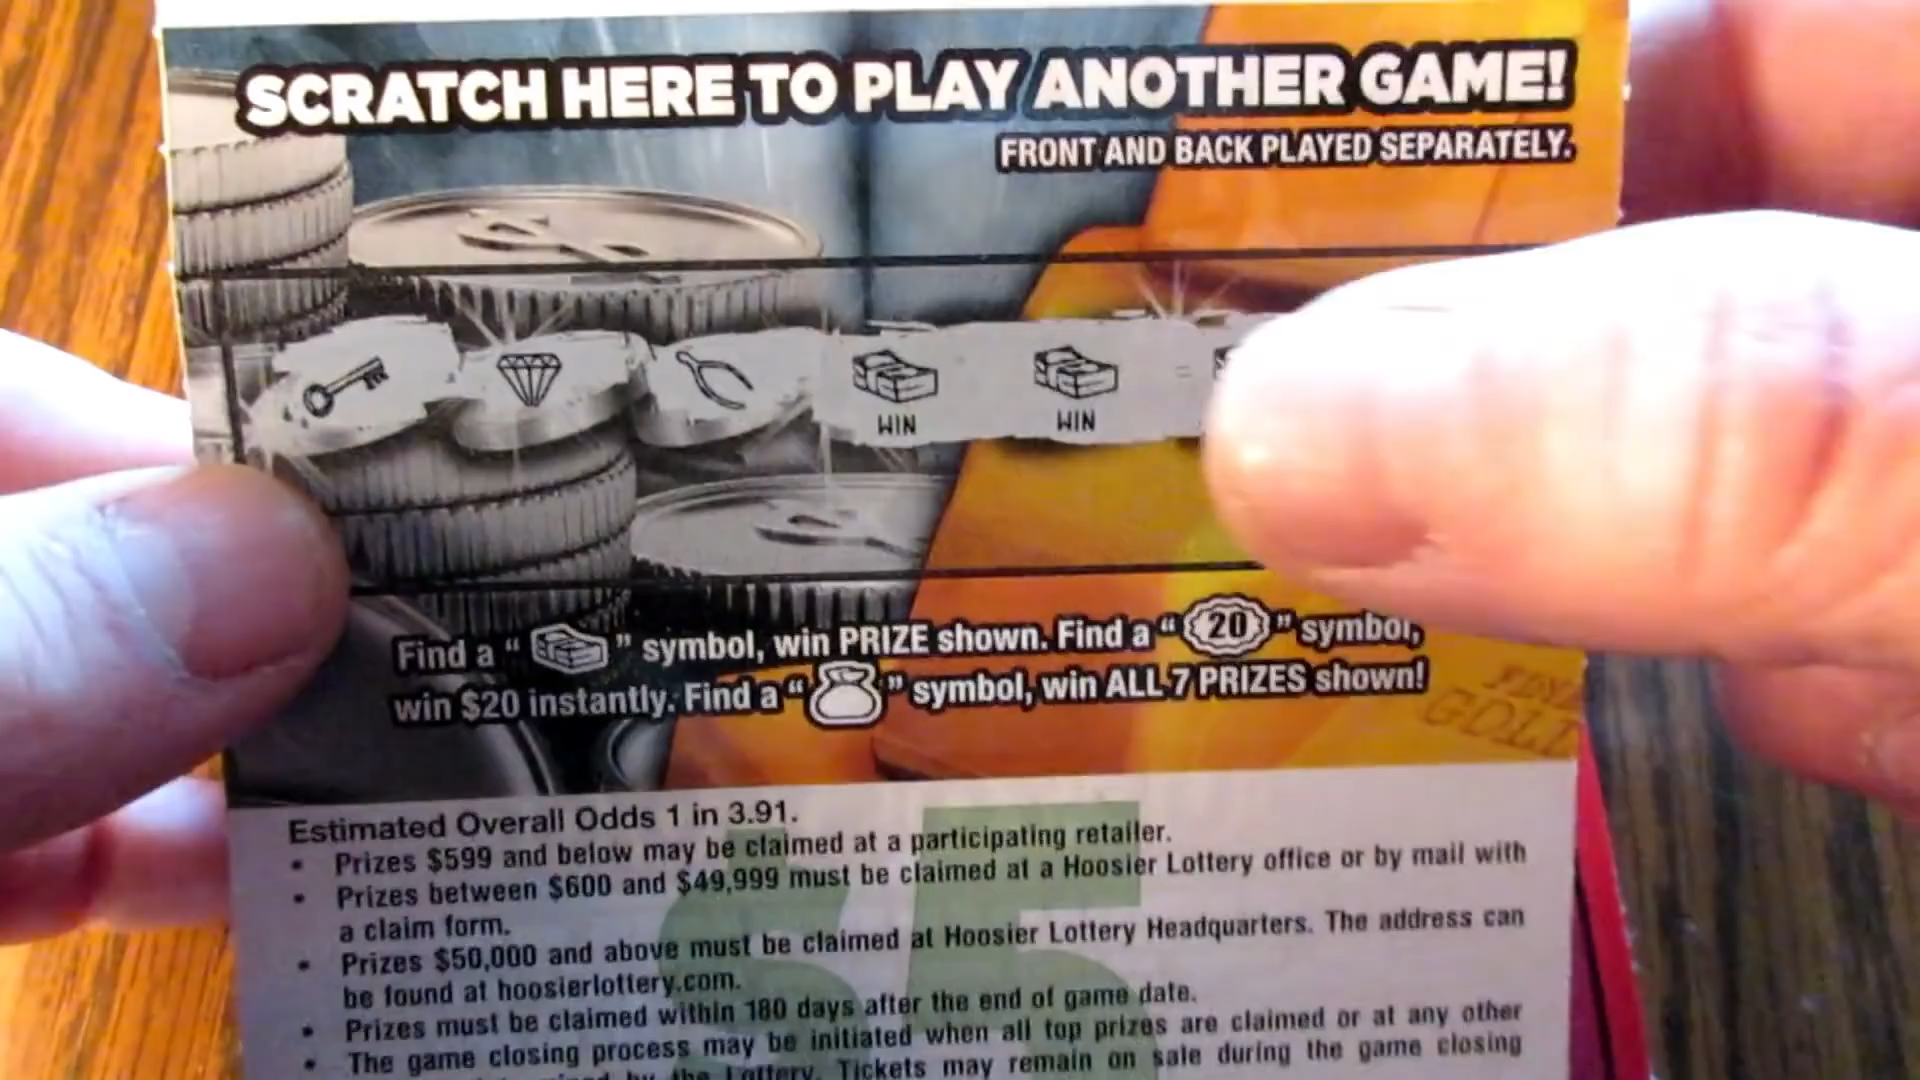 SCRATCH HERE TO PLAY ANOTHER GAME!
FRONT AND BACK PLAYED SEPARATELY.
WIN WIN
Find a " " symbol, win PRIZE shown. Find a "20" symbol,
win $20 instantly. Find a " " symbol, win ALL 7 PRIZES shown!
FINE
GOLD
$5
Estimated Overall Odds 1 in 3.91.
• Prizes $599 and below may be claimed at a participating retailer.
• Prizes between $600 and $49,999 must be claimed at a Hoosier Lottery office or by mail with
a claim form.
• Prizes $50,000 and above must be claimed at Hoosier Lottery Headquarters. The address can
be found at hoosierlottery.com.
• Prizes must be claimed within 180 days after the end of game date.
• The game closing process may be initiated when all top prizes are claimed or at any other
by the Lottery. Tickets may remain on sale during the game closing